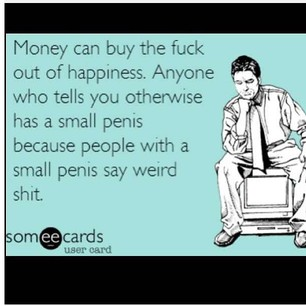 Money can buy the fuck
out of happiness. Anyone
who tells you otherwise
has a small penis
because people with a
small penis say weird
shit.
someecards
user card